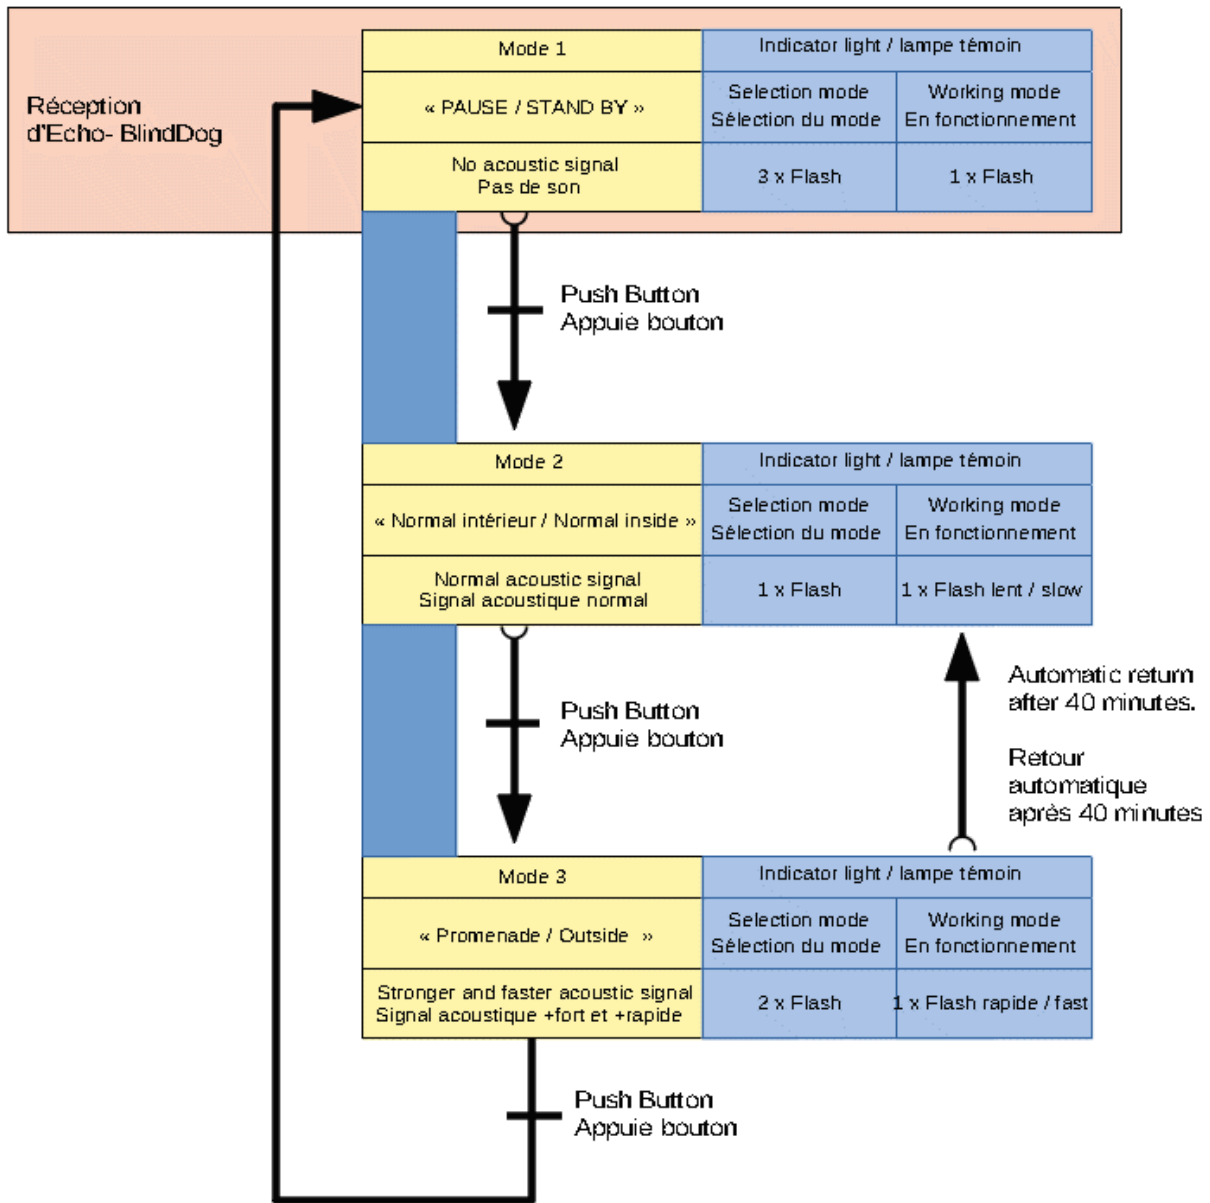 Réception
d'Echo- BlindDog
Mode 1
Indicator light / lampe témoin
« PAUSE / STAND BY »
Selection mode
Sélection du mode
Working mode
En fonctionnement
No acoustic signal
Pas de son
3 x Flash
1 x Flash
Push Button
Appuie bouton
Mode 2
Indicator light / lampe témoin
« Normal intérieur / Normal inside »
Selection mode
Sélection du mode
Working mode
En fonctionnement
Normal acoustic signal
Signal acoustique normal
1 x Flash
1 x Flash lent / slow
Push Button
Appuie bouton
Automatic return
after 40 minutes.
Retour
automatique
après 40 minutes
Mode 3
Indicator light / lampe témoin
« Promenade / Outside »
Selection mode
Sélection du mode
Working mode
En fonctionnement
Stronger and faster acoustic signal
Signal acoustique +fort et +rapide
2 x Flash
1 x Flash rapide / fast
Push Button
Appuie bouton